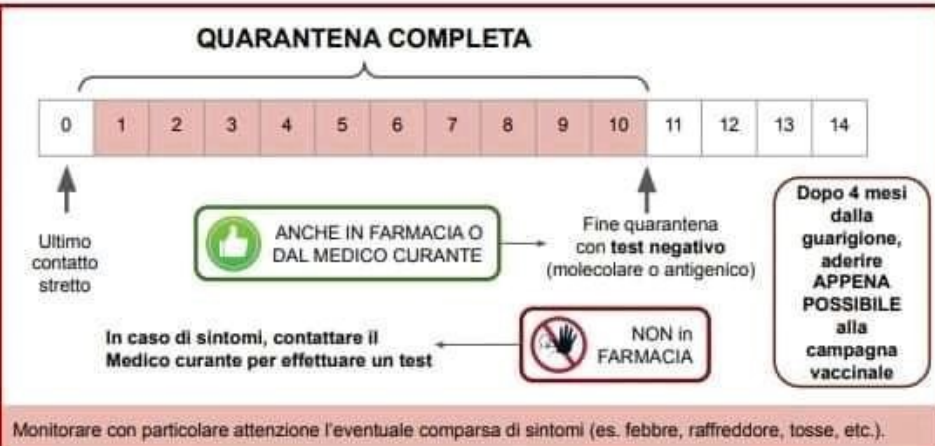 QUARANTENA COMPLETA
0 1 2 3 4 5 6 7 8 9 10 11 12 13 14
Ultimo
contatto
stretto
ANCHE IN FARMACIA O
DAL MEDICO CURANTE
Fine quarantena
con test negativo
(molecolare o antigenico)
Dopo 4 mesi
dalla
guarigione,
aderire
APPENA
POSSIBILE
alla
campagna
vaccinale
In caso di sintomi, contattare il
Medico curante per effettuare un test
NON in
FARMACIA
Monitorare con particolare attenzione l'eventuale comparsa di sintomi (es. febbre, raffreddore, tosse, etc.).